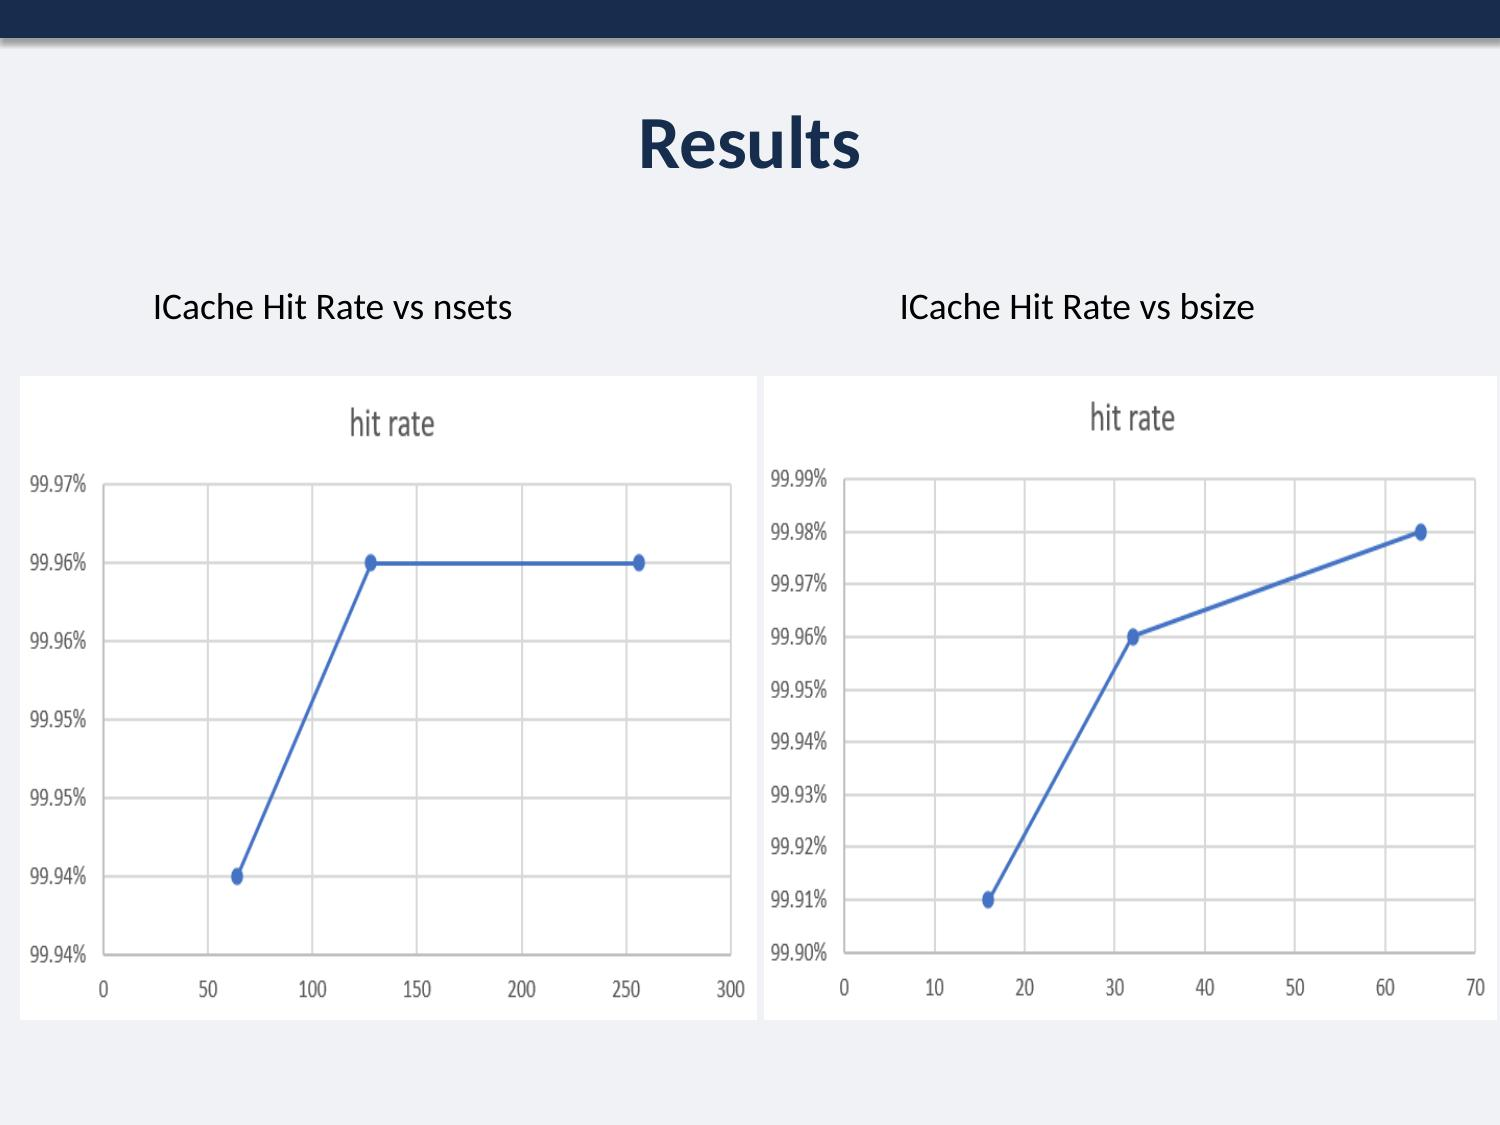 Results
ICache Hit Rate vs nsets
ICache Hit Rate vs bsize
hit rate
99.97%
99.96%
99.96%
99.95%
99.95%
99.94%
99.94%
0 50 100 150 200 250 300
hit rate
99.99%
99.98%
99.97%
99.96%
99.95%
99.94%
99.93%
99.92%
99.91%
99.90%
0 10 20 30 40 50 60 70